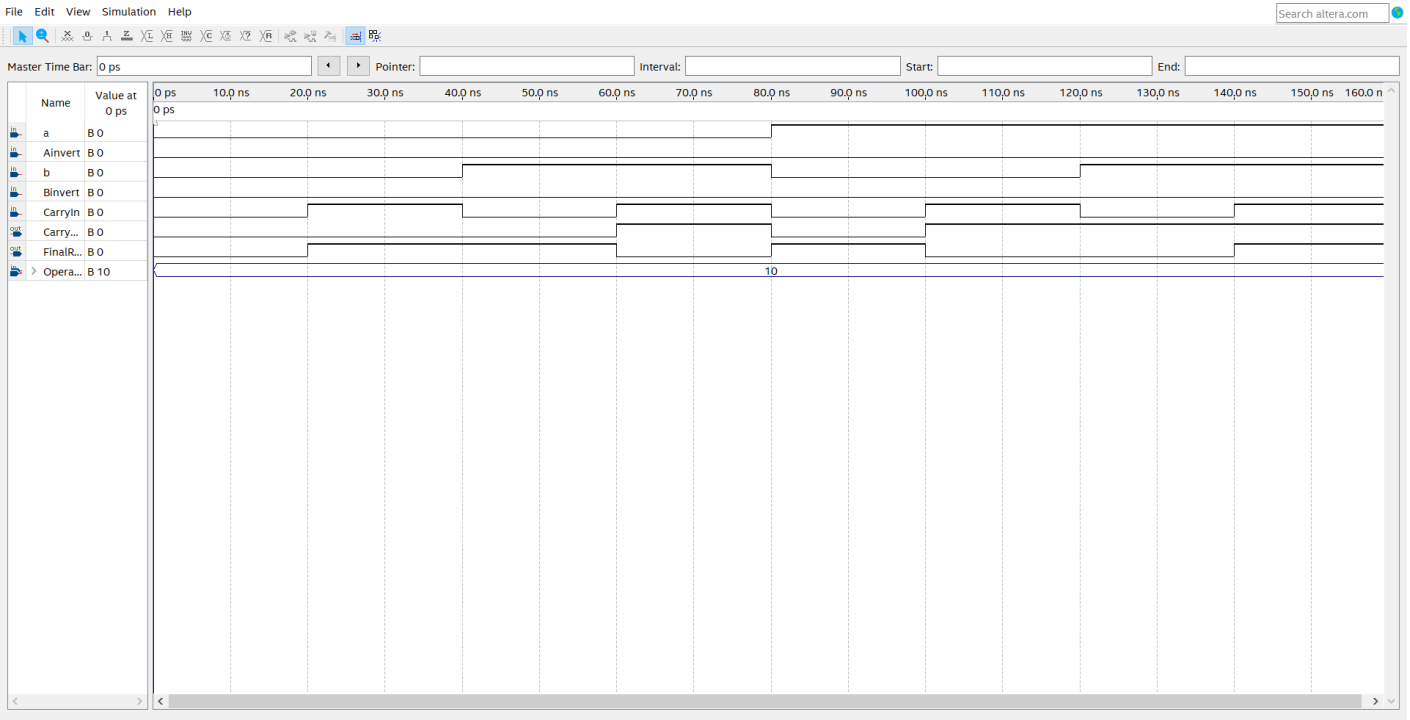 File Edit View Simulation Help
Search altera.com
Master Time Bar: 0 ps Pointer: Interval: Start: End:
Name Value at 0 ps
0 ps 10.0 ns 20.0 ns 30.0 ns 40.0 ns 50.0 ns 60.0 ns 70.0 ns 80.0 ns 90.0 ns 100.0 ns 110.0 ns 120.0 ns 130.0 ns 140.0 ns 150.0 ns 160.0 n
0 ps
a B 0
Ainvert B 0
b B 0
Binvert B 0
CarryIn B 0
Carry... B 0
FinalR... B 0
Opera... B 10 10